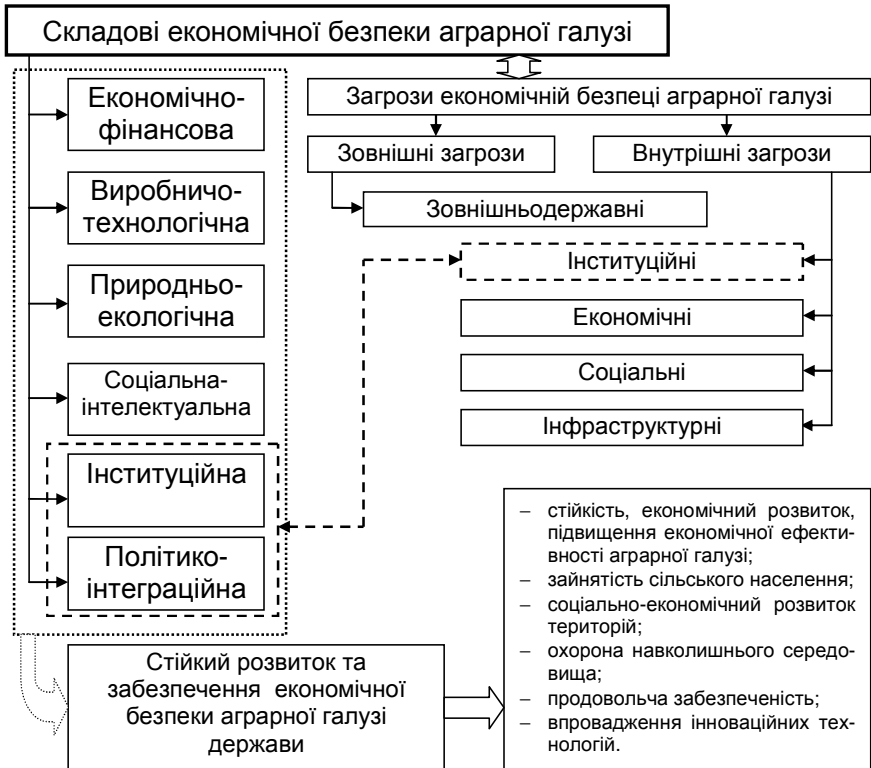 Складові економічної безпеки аграрної галузі
Економічно-
фінансова
Виробничо-
технологічна
Природньо-
екологічна
Соціальна-
інтелектуальна
Інституційна
Політико-
інтеграційна
Загрози економічній безпеці аграрної галузі
Зовнішні загрози
Внутрішні загрози
Зовнішньодержавні
Інституційні
Економічні
Соціальні
Інфраструктурні
Стійкий розвиток та
забезпечення економічної
безпеки аграрної галузі
держави
– стійкість, економічний розвиток,
підвищення економічної ефекти-
вності аграрної галузі;
– зайнятість сільського населення;
– соціально-економічний розвиток
територій;
– охорона навколишнього середо-
вища;
– продовольча забезпеченість;
– впровадження інноваційних тех-
нологій.